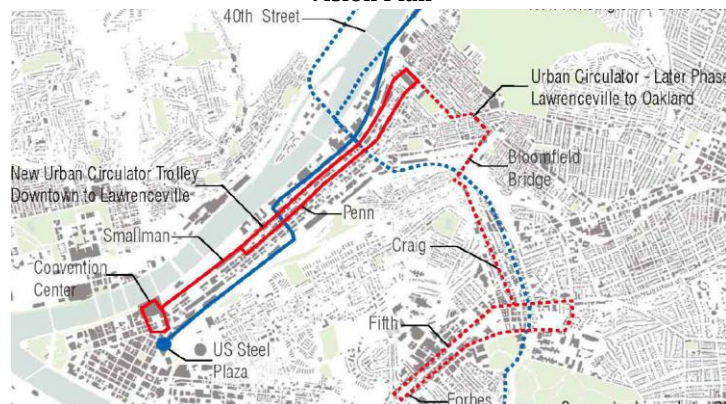 40th Street
Urban Circulator - Later Phase
Lawrenceville to Oakland
Bloomfield
Bridge
New Urban Circulator Trolley
Downtown to Lawrenceville
Penn
Smallman
Craig
Convention
Center
Fifth
US Steel
Plaza
Forbes